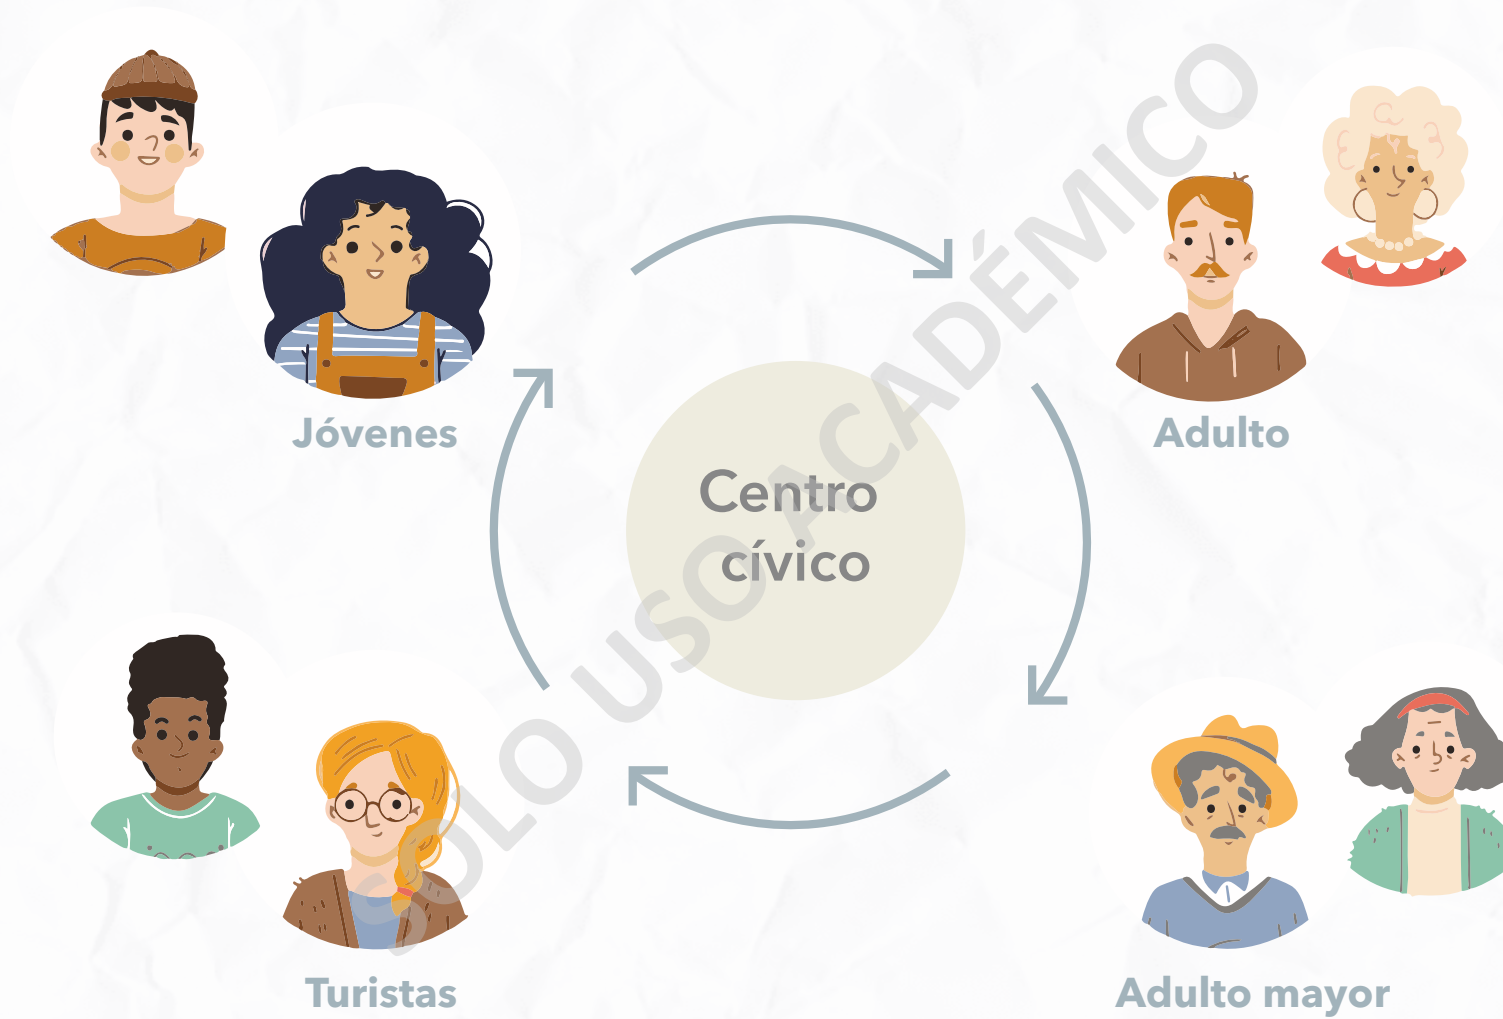 Jóvenes
Adulto
Centro
cívico
Turistas
Adulto mayor
SOLO USO ACADÉMICO